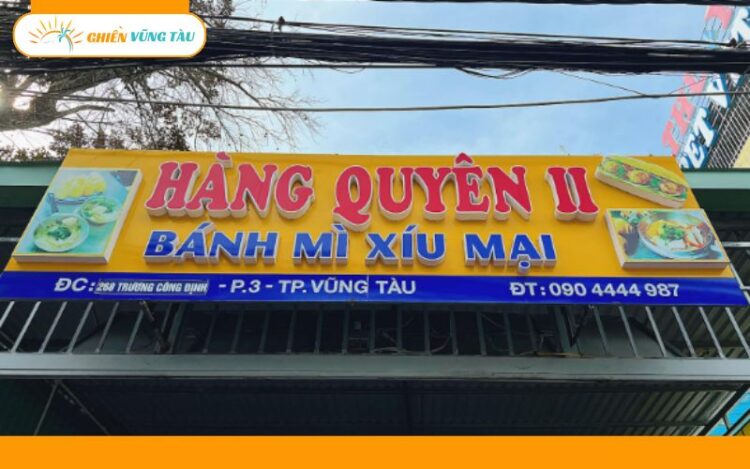 GHIỀN VŨNG TÀU
HÀNG QUYÊN II
BÁNH MÌ XÍU MẠI
ĐC: 268 TRƯƠNG CÔNG ĐỊNH - P.3 - TP. VŨNG TÀU
ĐT: 090 4444 987